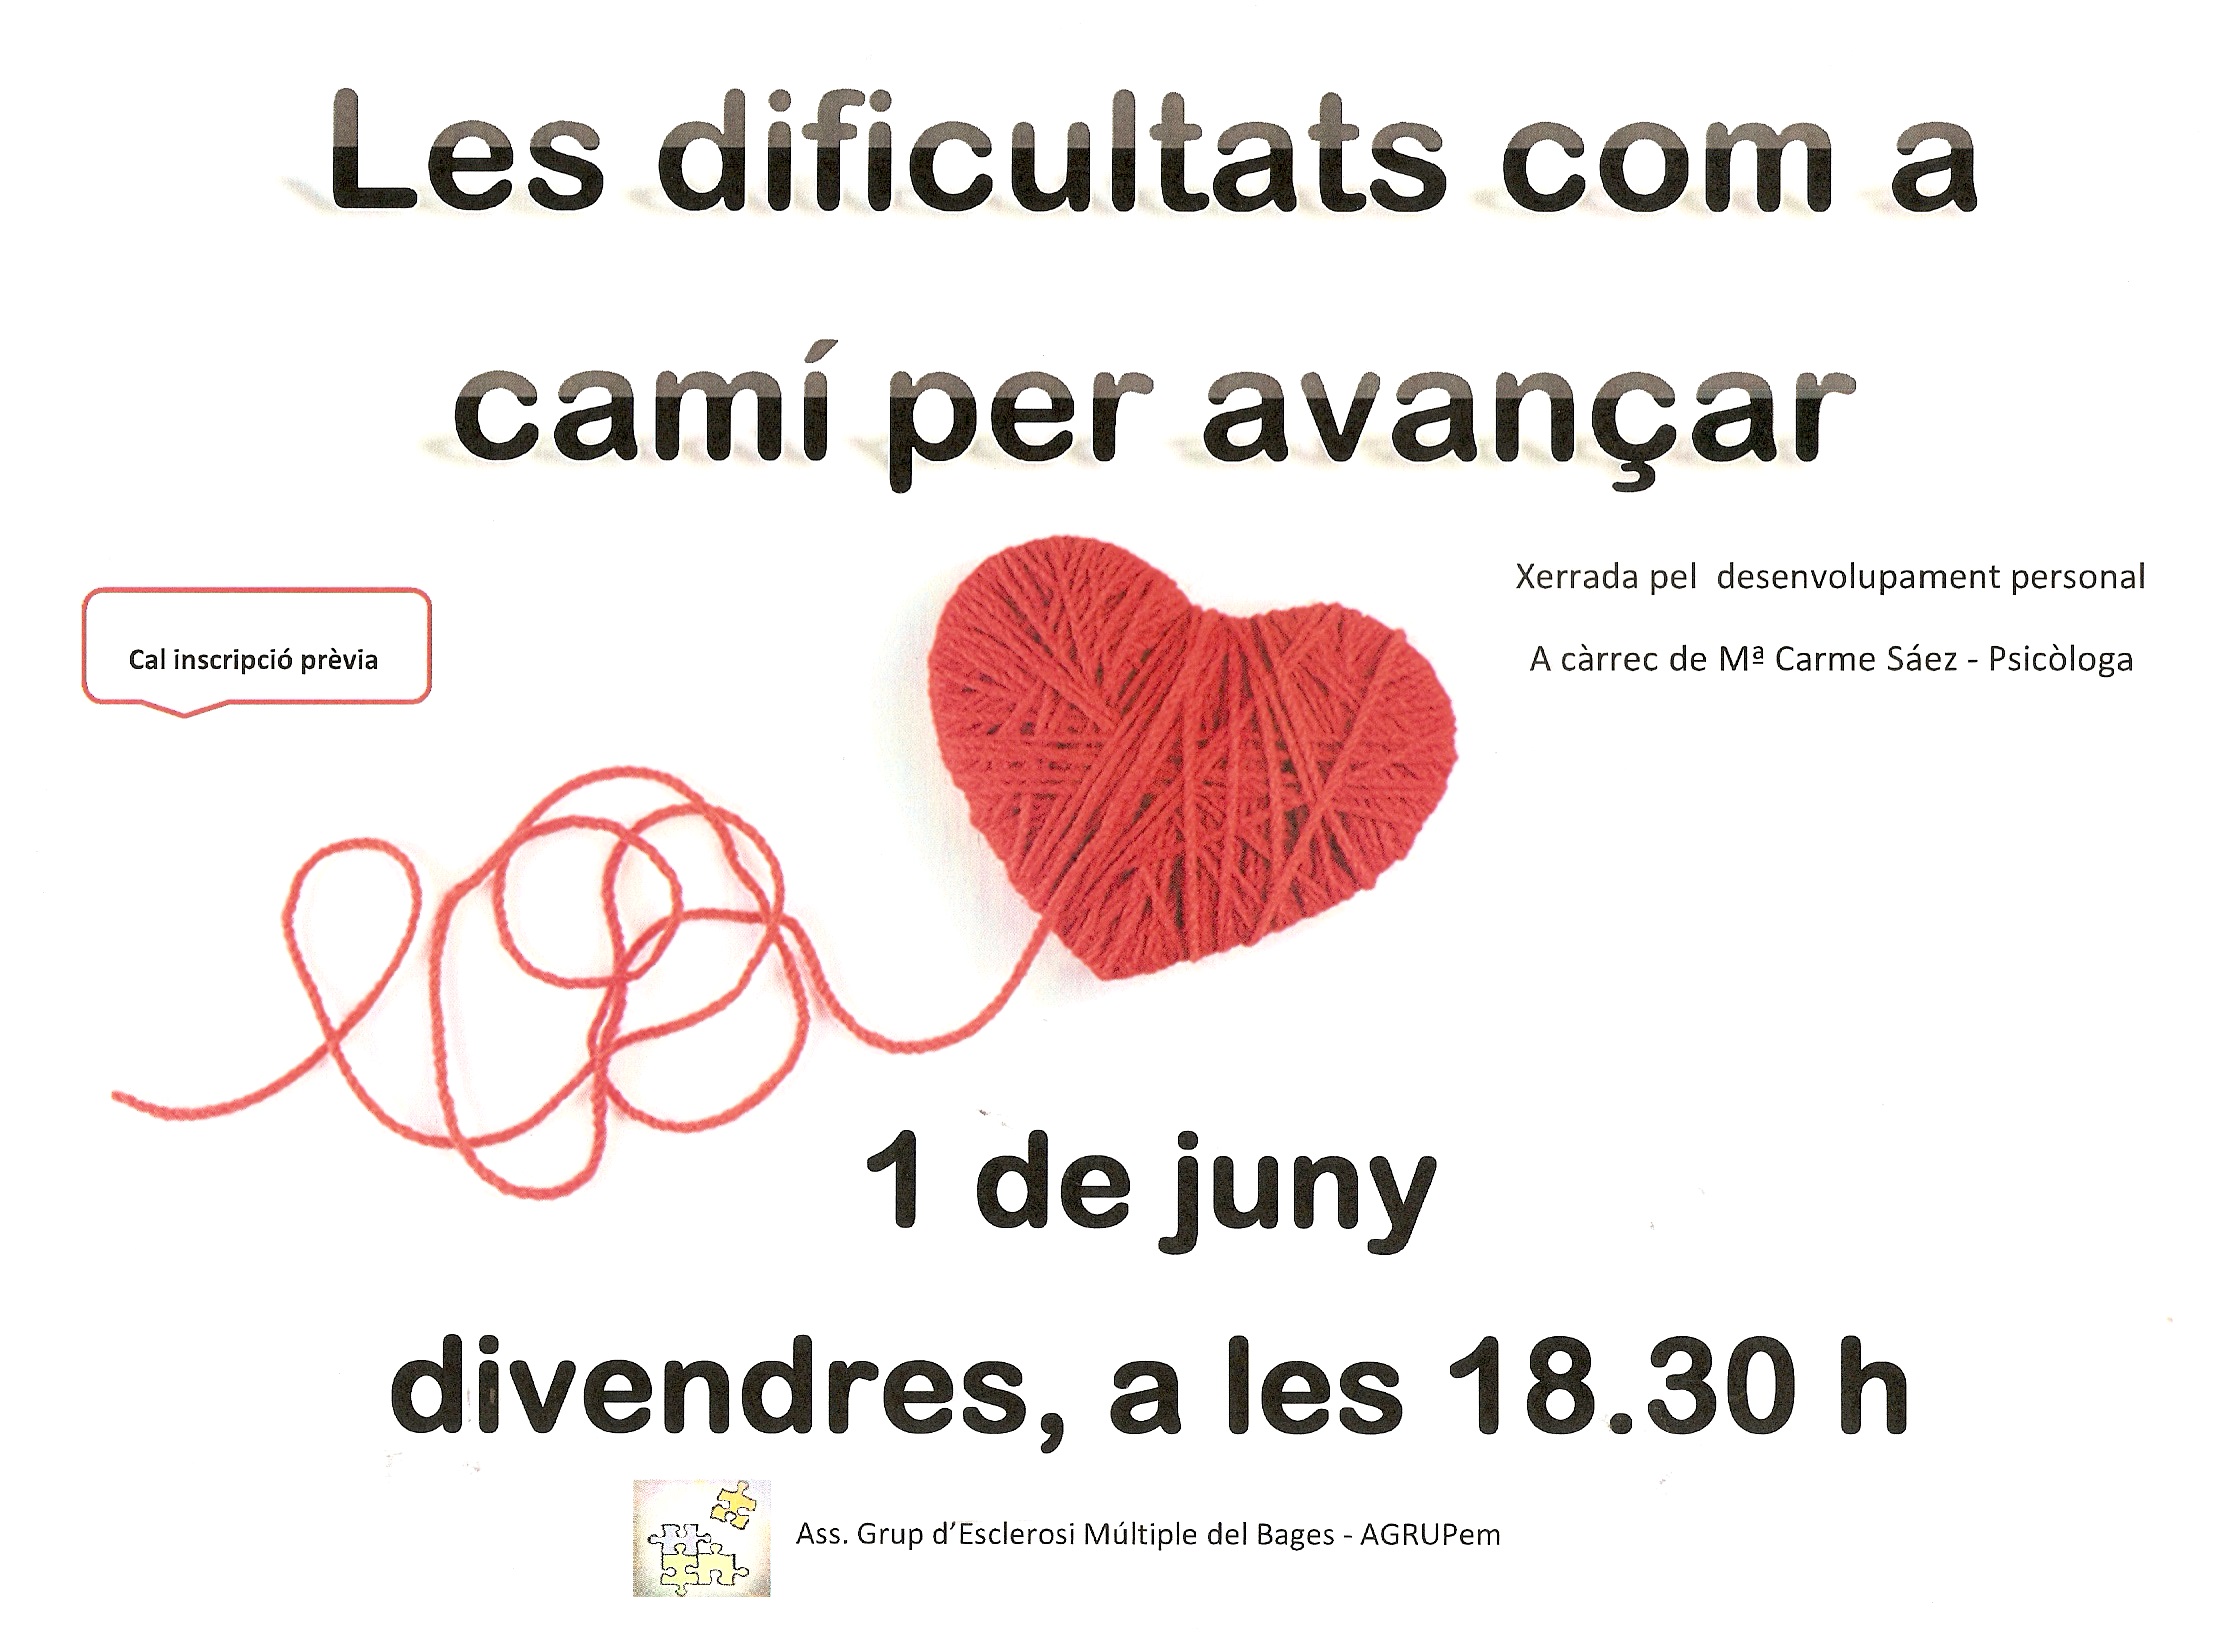 Les dificultats com a
camí per avançar
Xerrada pel desenvolupament personal
Cal inscripció prèvia
A càrrec de Mª Carme Sáez - Psicòloga
1 de juny
divendres, a les 18.30 h
Ass. Grup d'Esclerosi Múltiple del Bages - AGRUPem